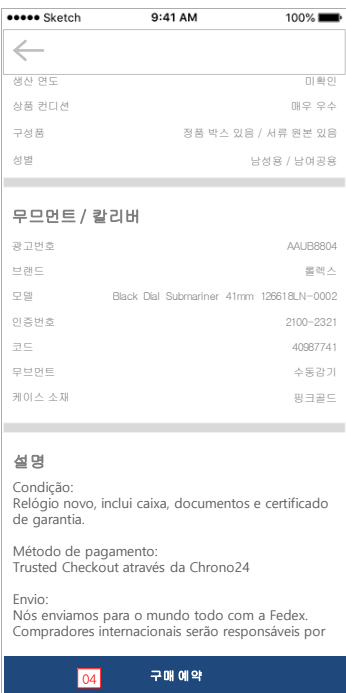 Sketch 9:41 AM 100%
생산 연도 미확인
상품 컨디션 매우 우수
구성품 정품 박스 있음 / 서류 원본 있음
성별 남성용 / 남여공용
무므먼트 / 칼리버
광고번호 AAUB8804
브랜드 롤렉스
모델 Black Dial Submariner 41mm 126618LN-0002
인증번호 2100-2321
코드 40987741
무브먼트 수동감기
케이스 소재 핑크골드
설명
Condição:
Relógio novo, inclui caixa, documentos e certificado
de garantia.
Método de pagamento:
Trusted Checkout através da Chrono24
Envio:
Nós enviamos para o mundo todo com a Fedex.
Compradores internacionais serão responsáveis por
04 구매 예약